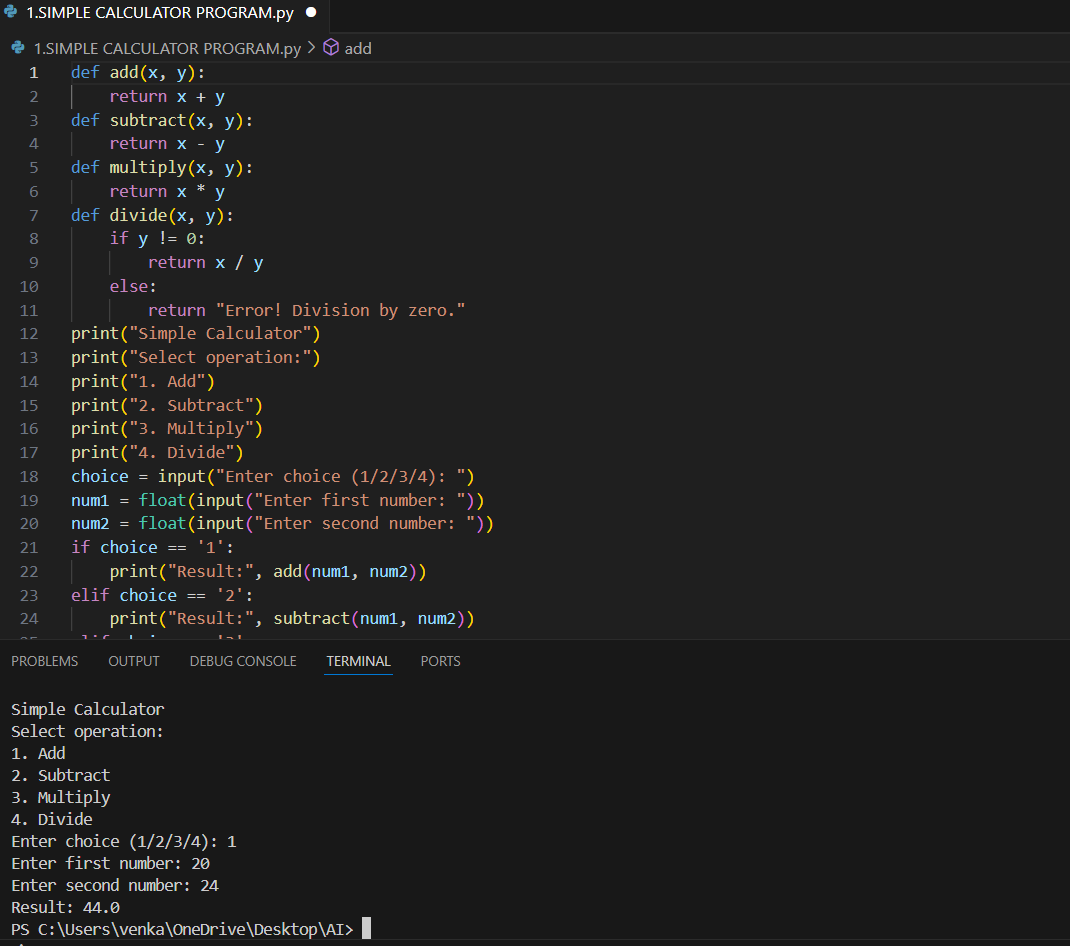 1.SIMPLE CALCULATOR PROGRAM.py ●
1.SIMPLE CALCULATOR PROGRAM.py > add
1 def add(x, y):
2     return x + y
3 def subtract(x, y):
4     return x - y
5 def multiply(x, y):
6     return x * y
7 def divide(x, y):
8     if y != 0:
9         return x / y
10     else:
11         return "Error! Division by zero."
12 print("Simple Calculator")
13 print("Select operation:")
14 print("1. Add")
15 print("2. Subtract")
16 print("3. Multiply")
17 print("4. Divide")
18 choice = input("Enter choice (1/2/3/4): ")
19 num1 = float(input("Enter first number: "))
20 num2 = float(input("Enter second number: "))
21 if choice == '1':
22     print("Result:", add(num1, num2))
23 elif choice == '2':
24     print("Result:", subtract(num1, num2))
PROBLEMS OUTPUT DEBUG CONSOLE TERMINAL PORTS
Simple Calculator
Select operation:
1. Add
2. Subtract
3. Multiply
4. Divide
Enter choice (1/2/3/4): 1
Enter first number: 20
Enter second number: 24
Result: 44.0
PS C:\Users\venka\OneDrive\Desktop\AI>